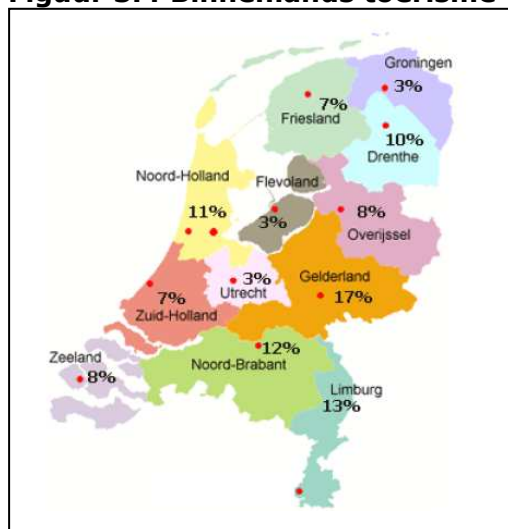 Groningen
3%
7%
Friesland
10%
Drenthe
Noord-Holland
Flevoland
11%
3%
8%
Overijssel
3%
Utrecht
Gelderland
17%
7%
Zuid-Holland
12%
Noord-Brabant
Zeeland
8%
Limburg
13%